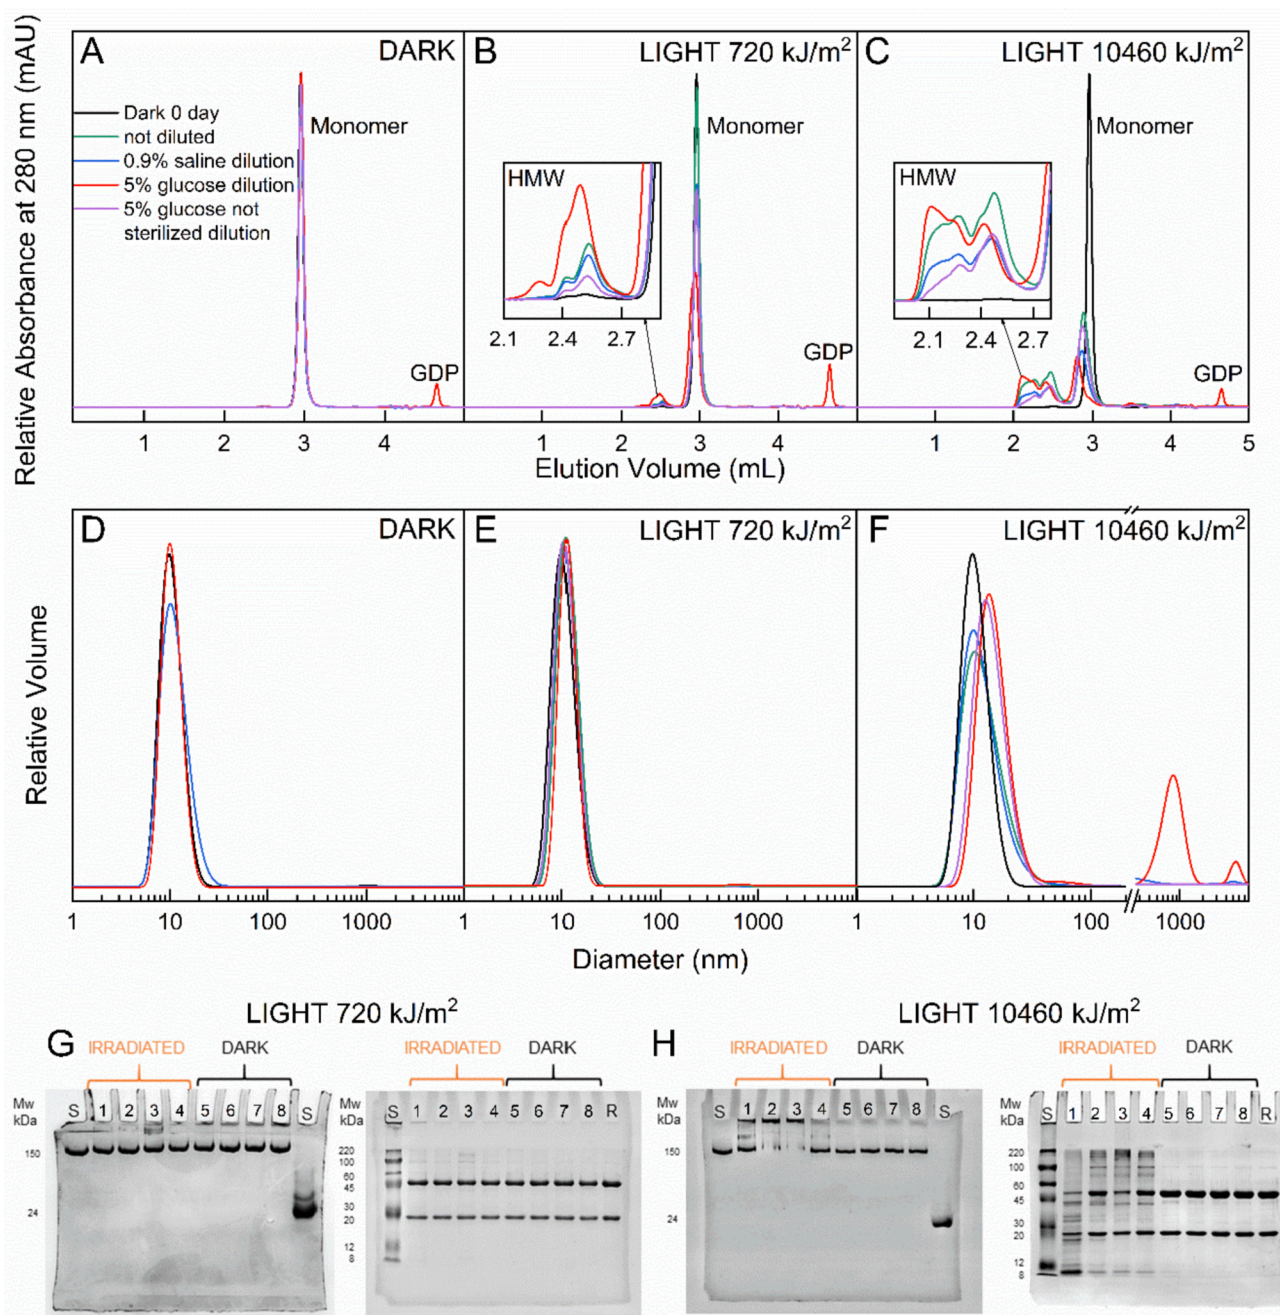 Relative Absorbance at 280 nm (mAU)
A DARK
Dark 0 day
not diluted
0.9% saline dilution
5% glucose dilution
5% glucose not
sterilized dilution
Monomer
GDP
1 2 3 4
B LIGHT 720 kJ/m²
Monomer
HMW
2.1 2.4 2.7
GDP
1 2 3 4
C LIGHT 10460 kJ/m²
Monomer
HMW
2.1 2.4 2.7
GDP
1 2 3 4 5
Elution Volume (mL)
Relative Volume
D DARK
1 10 100 1000
E LIGHT 720 kJ/m²
1 10 100 1000
F LIGHT 10460 kJ/m²
1 10 100 1000
Diameter (nm)
LIGHT 720 kJ/m²
G
IRRADIATED DARK
Mw
kDa
S 1 2 3 4 5 6 7 8 S
150
24
IRRADIATED DARK
Mw
kDa
S 1 2 3 4 5 6 7 8 R
220
100
60
45
30
20
12
8
LIGHT 10460 kJ/m²
H
IRRADIATED DARK
Mw
kDa
S 1 2 3 4 5 6 7 8 S
150
24
IRRADIATED DARK
Mw
kDa
S 1 2 3 4 5 6 7 8 R
220
100
60
45
30
20
12
8